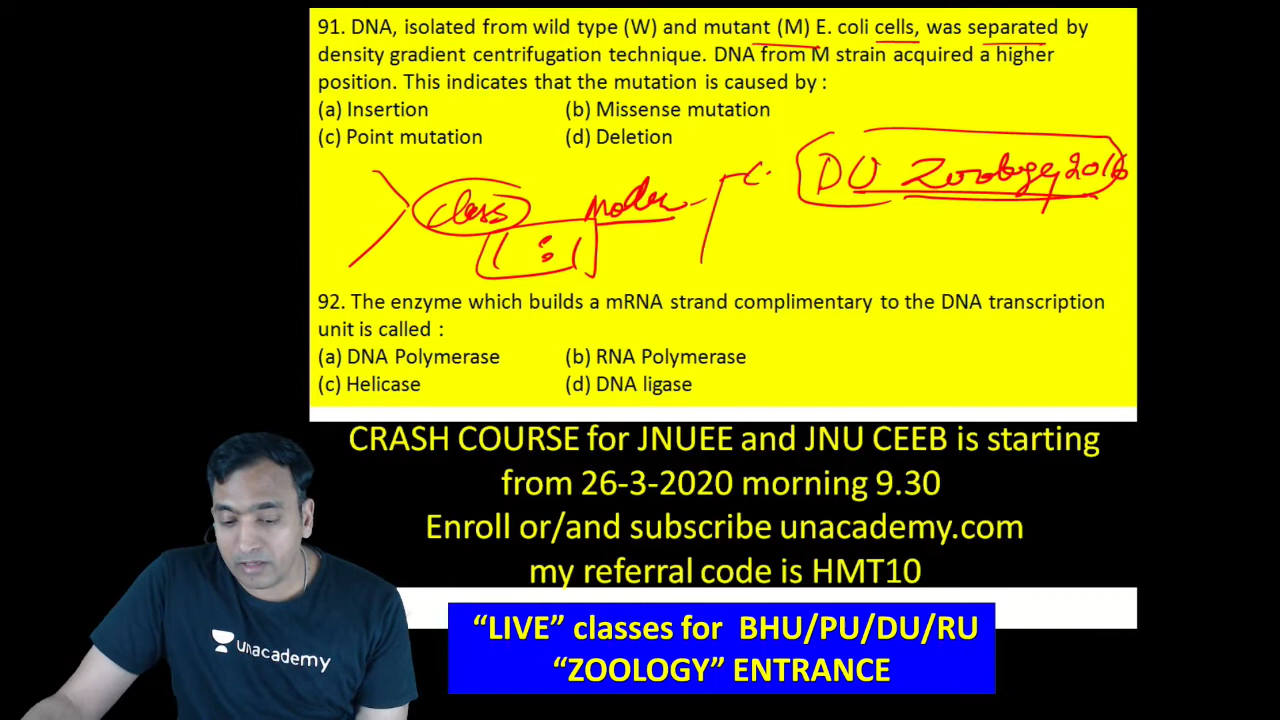 91. DNA, isolated from wild type (W) and mutant (M) E. coli cells, was separated by
density gradient centrifugation technique. DNA from M strain acquired a higher
position. This indicates that the mutation is caused by :
(a) Insertion (b) Missense mutation
(c) Point mutation (d) Deletion
DU Zoology 2016
class
1 : 1
92. The enzyme which builds a mRNA strand complimentary to the DNA transcription
unit is called :
(a) DNA Polymerase (b) RNA Polymerase
(c) Helicase (d) DNA ligase
CRASH COURSE for JNUEE and JNU CEEB is starting
from 26-3-2020 morning 9.30
Enroll or/and subscribe unacademy.com
my referral code is HMT10
unacademy
“LIVE” classes for BHU/PU/DU/RU
“ZOOLOGY” ENTRANCE